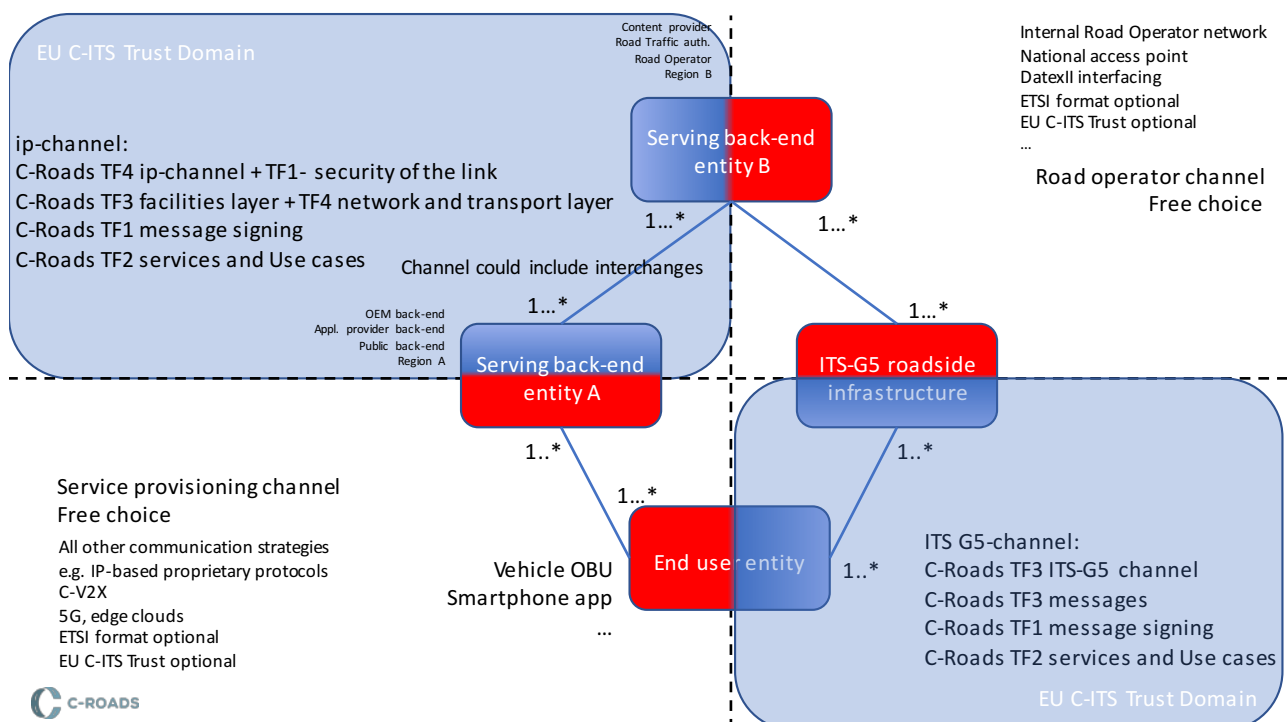 EU C-ITS Trust Domain
Content provider
Road Traffic auth.
Road Operator
Region B
Internal Road Operator network
National access point
DatexII interfacing
ETSI format optional
EU C-ITS Trust optional
...
Road operator channel
Free choice
ip-channel:
C-Roads TF4 ip-channel + TF1- security of the link
C-Roads TF3 facilities layer + TF4 network and transport layer
C-Roads TF1 message signing
C-Roads TF2 services and Use cases
Serving back-end
entity B
1...*
1...*
Channel could include interchanges
1...*
1...*
OEM back-end
Appl. provider back-end
Public back-end
Region A
Serving back-end
entity A
ITS-G5 roadside
infrastructure
1..*
1..*
Service provisioning channel
Free choice
All other communication strategies
e.g. IP-based proprietary protocols
C-V2X
5G, edge clouds
ETSI format optional
EU C-ITS Trust optional
1...*
End user entity
1..*
Vehicle OBU
Smartphone app
...
ITS G5-channel:
C-Roads TF3 ITS-G5 channel
C-Roads TF3 messages
C-Roads TF1 message signing
C-Roads TF2 services and Use cases
EU C-ITS Trust Domain
C-ROADS